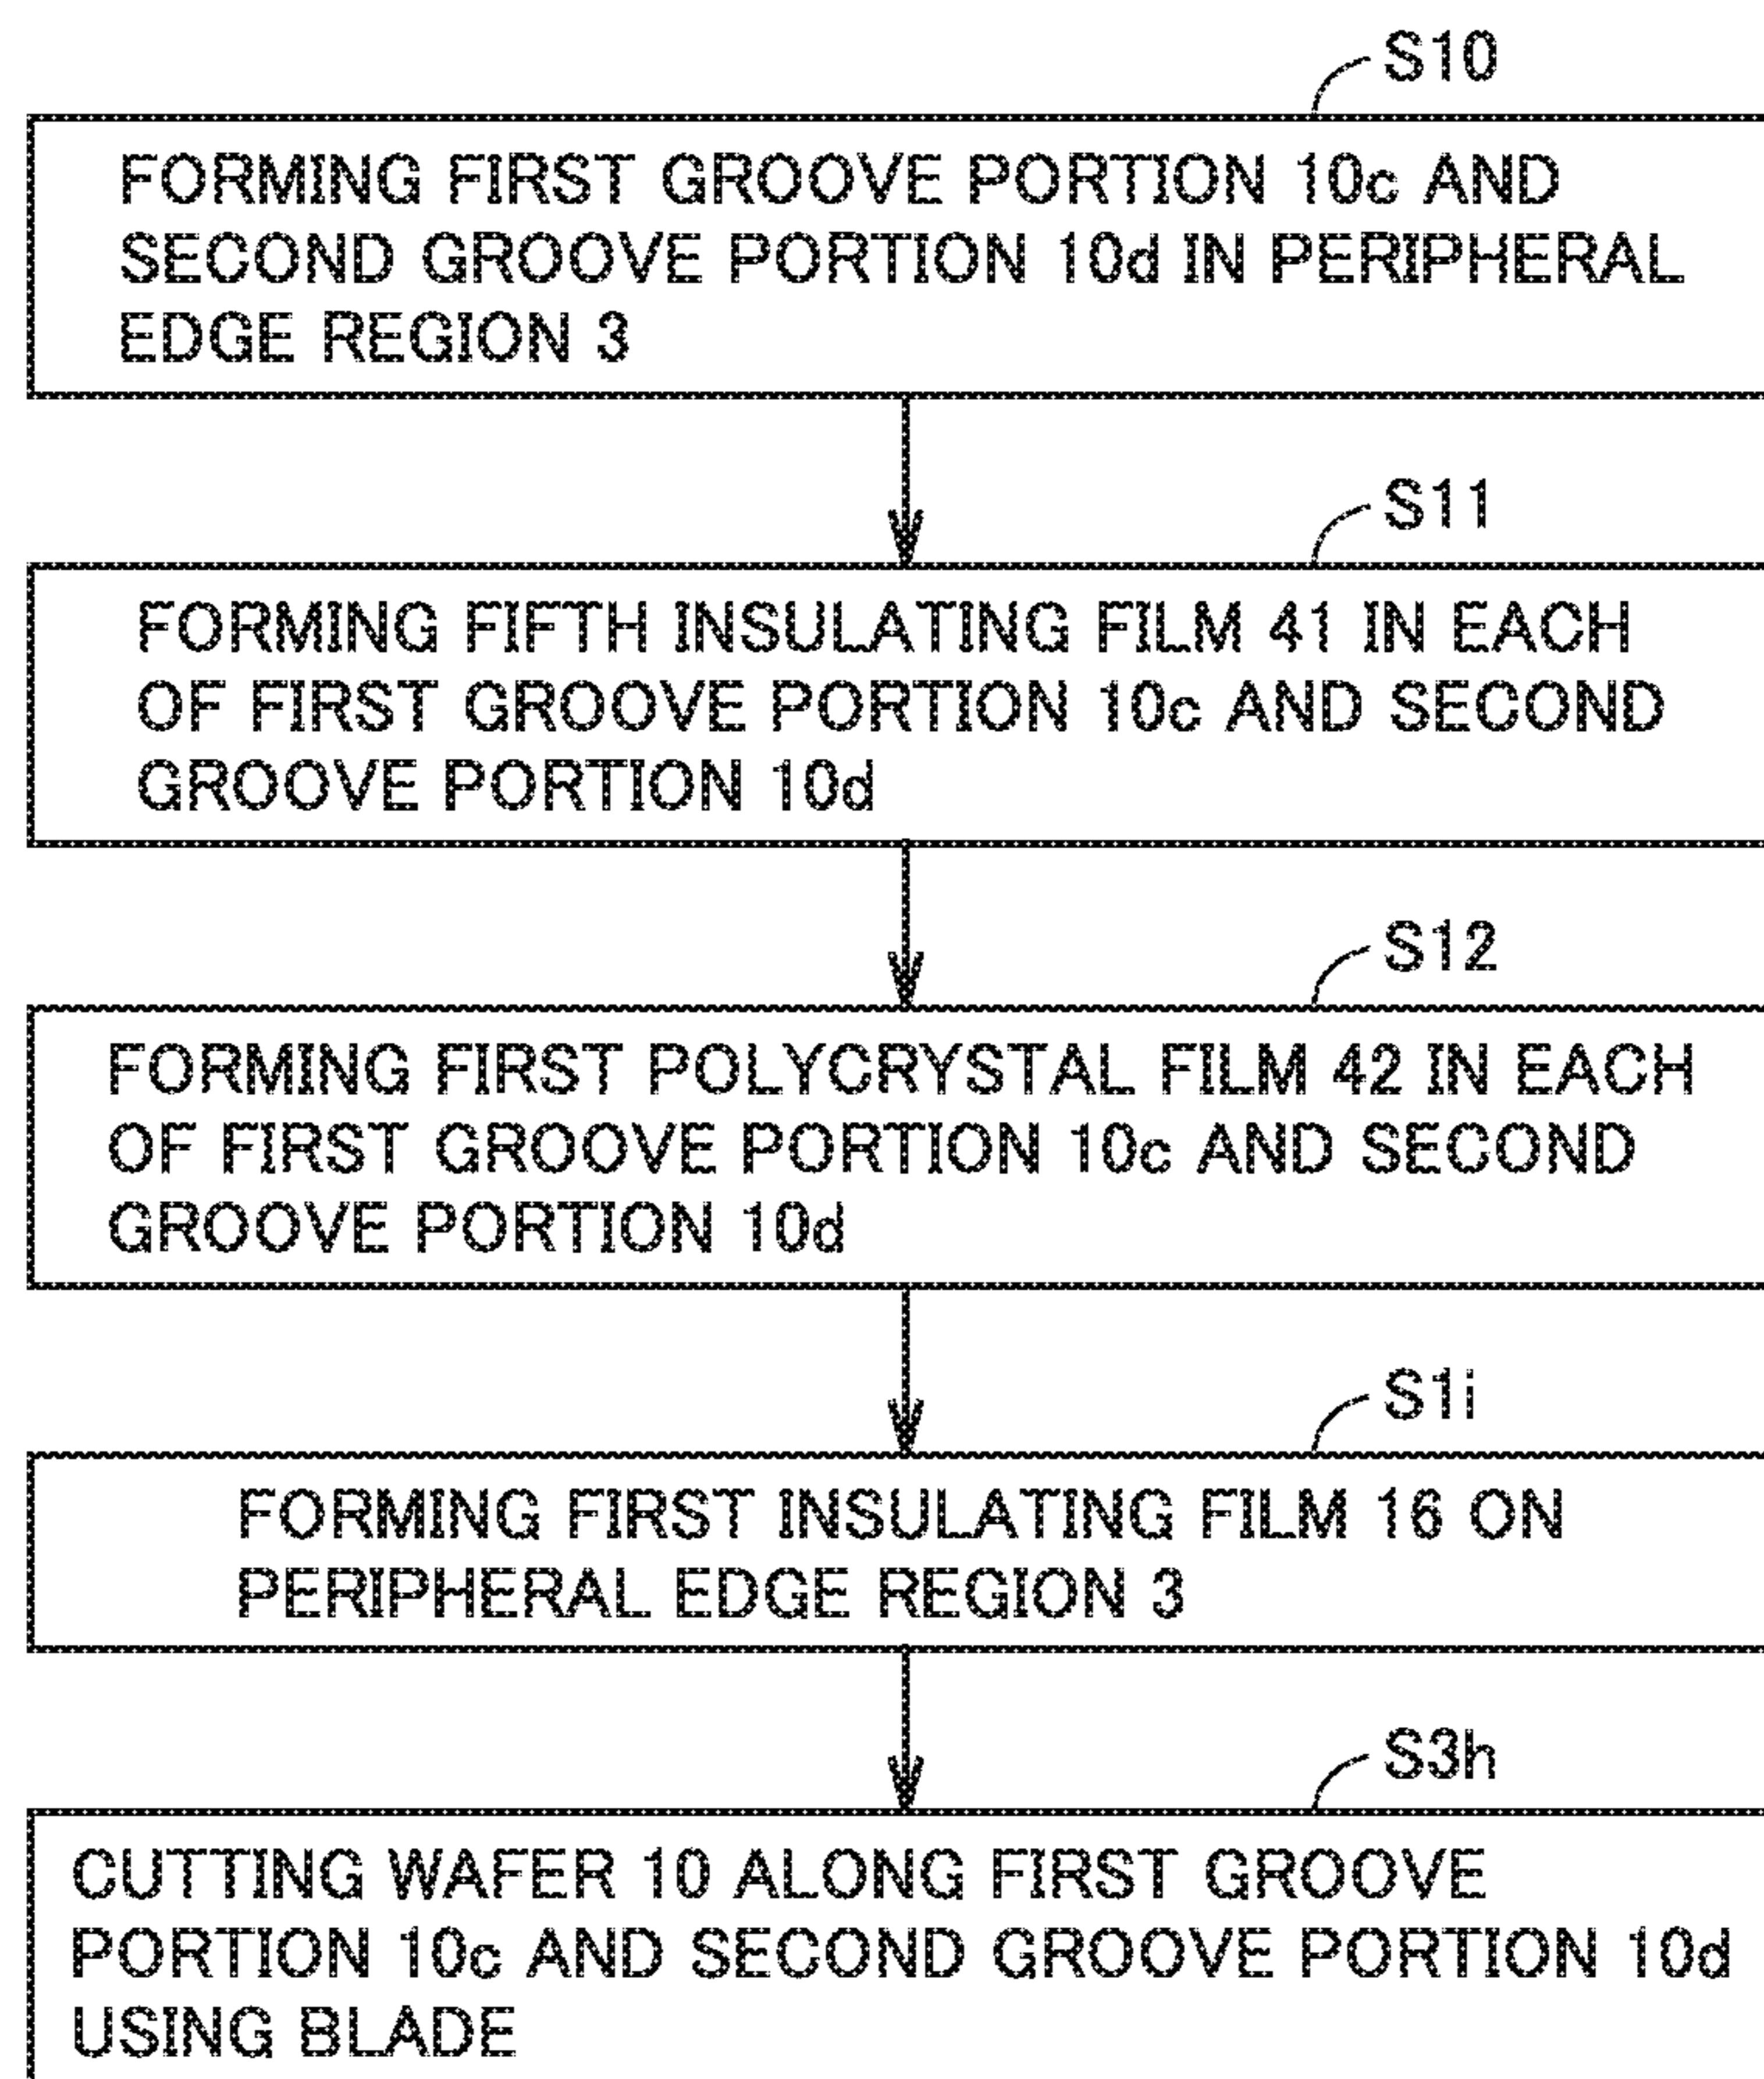 S10
FORMING FIRST GROOVE PORTION 10c AND
SECOND GROOVE PORTION 10d IN PERIPHERAL
EDGE REGION 3
S11
FORMING FIFTH INSULATING FILM 41 IN EACH
OF FIRST GROOVE PORTION 10c AND SECOND
GROOVE PORTION 10d
S12
FORMING FIRST POLYCRYSTAL FILM 42 IN EACH
OF FIRST GROOVE PORTION 10c AND SECOND
GROOVE PORTION 10d
S1i
FORMING FIRST INSULATING FILM 16 ON
PERIPHERAL EDGE REGION 3
S3h
CUTTING WAFER 10 ALONG FIRST GROOVE
PORTION 10c AND SECOND GROOVE PORTION 10d
USING BLADE